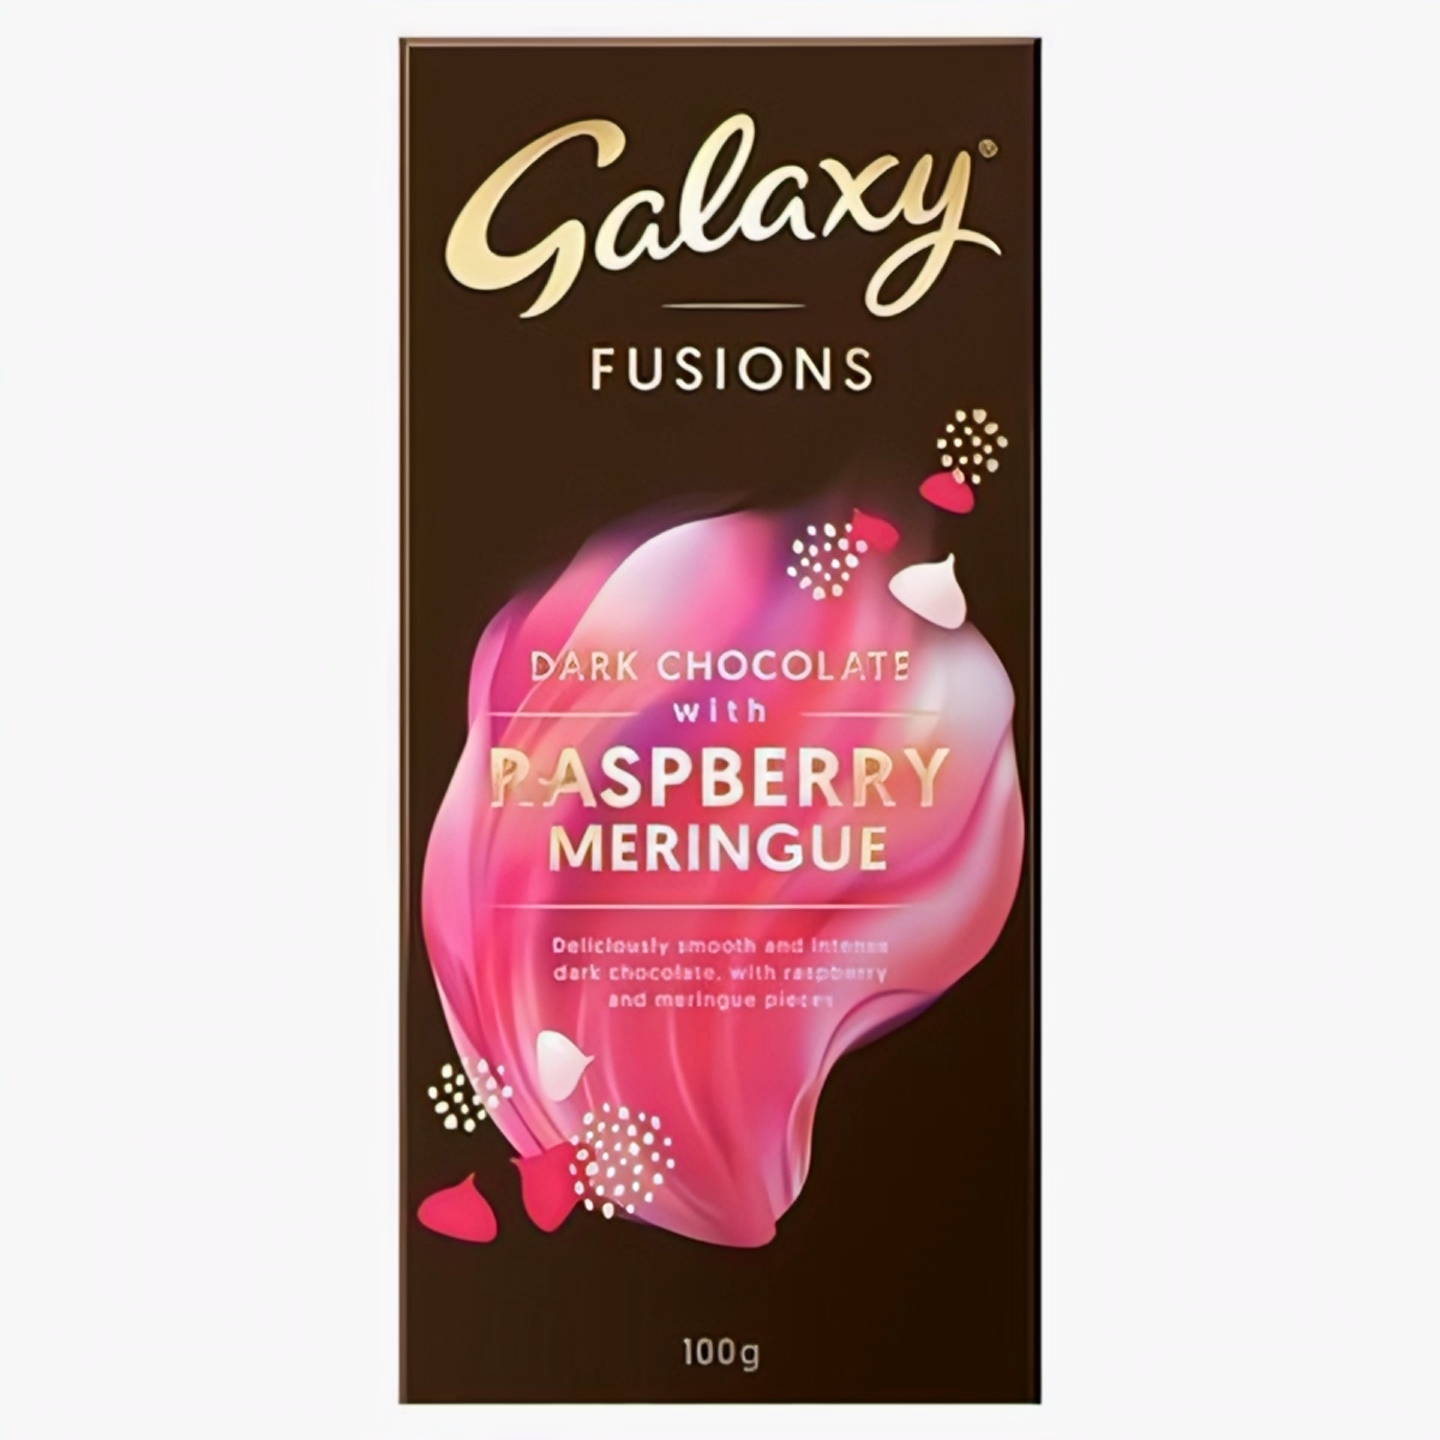 Galaxy®
FUSIONS
DARK CHOCOLATE
with
RASPBERRY
MERINGUE
Deliciously smooth and intense
dark chocolate, with raspberry
and meringue pieces
100g